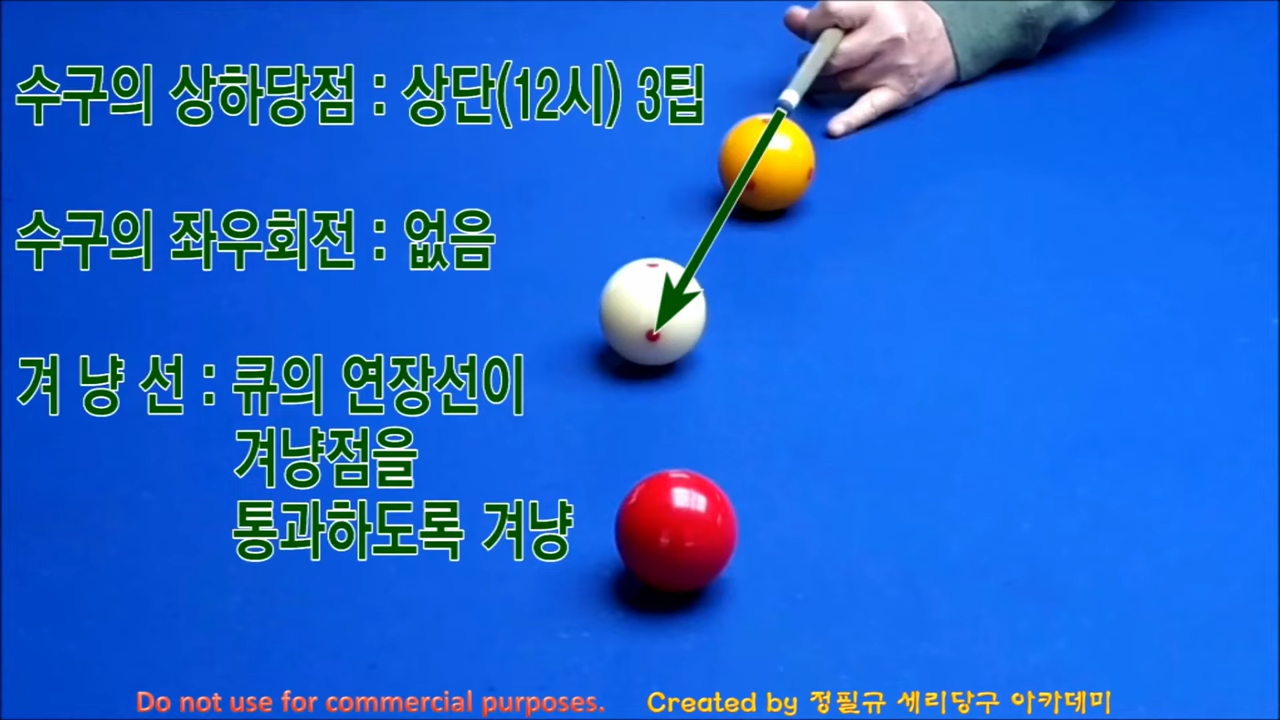 수구의 상하당점 : 상단(12시) 3팁
수구의 좌우회전 : 없음
겨 냥 선 : 큐의 연장선이
겨냥점을
통과하도록 겨냥
Do not use for commercial purposes. Created by 정필규 세리당구 아카데미